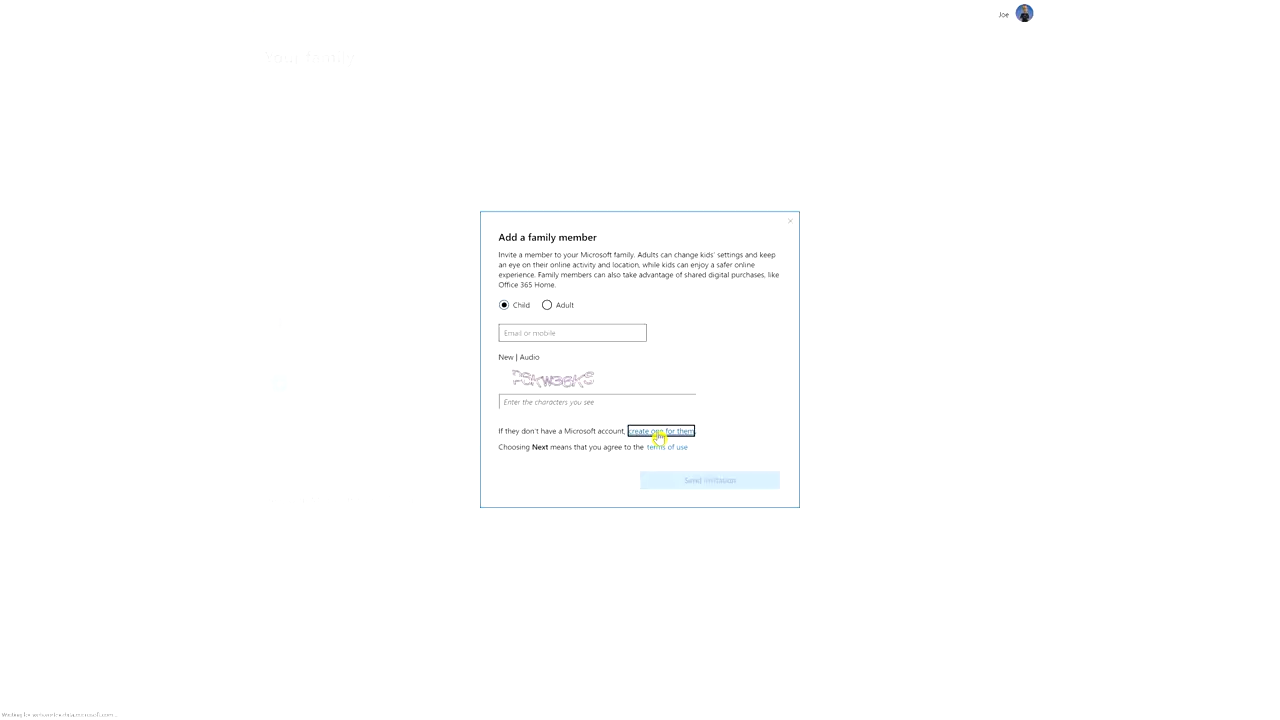 Joe
Your family
Add a family member
Invite a member to your Microsoft family. Adults can change kids' settings and keep
an eye on their online activity and location, while kids can enjoy a safer online
experience. Family members can also take advantage of shared digital purchases, like
Office 365 Home.
Child Adult
Email or mobile
New | Audio
Enter the characters you see
If they don't have a Microsoft account, create one for them.
Choosing Next means that you agree to the terms of use
Send invitation